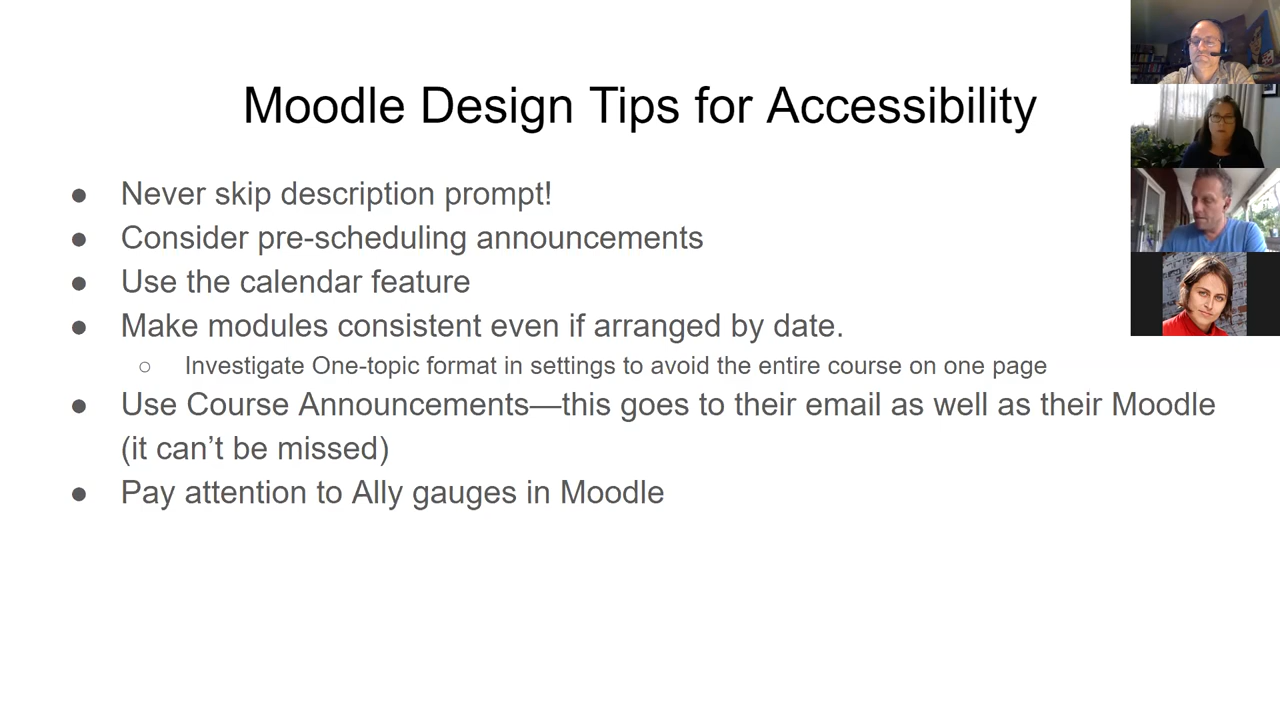 Moodle Design Tips for Accessibility
● Never skip description prompt!
● Consider pre-scheduling announcements
● Use the calendar feature
● Make modules consistent even if arranged by date.
○ Investigate One-topic format in settings to avoid the entire course on one page
● Use Course Announcements—this goes to their email as well as their Moodle
(it can’t be missed)
● Pay attention to Ally gauges in Moodle